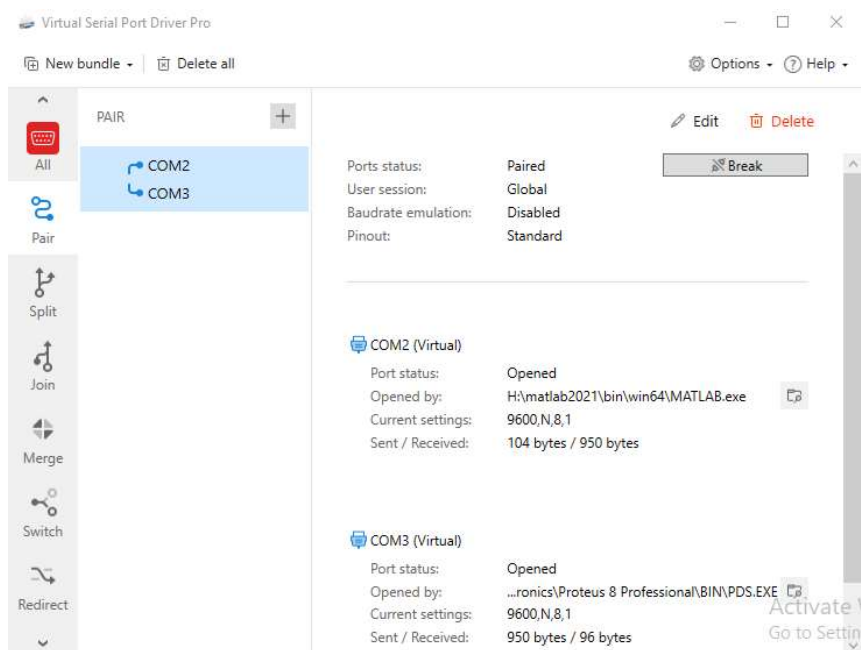 Virtual Serial Port Driver Pro
New bundle
Delete all
Options
Help
All
Pair
Split
Join
Merge
Switch
Redirect
PAIR
COM2
COM3
Edit
Delete
Ports status: Paired
Break
User session: Global
Baudrate emulation: Disabled
Pinout: Standard
COM2 (Virtual)
Port status: Opened
Opened by: H:\matlab2021\bin\win64\MATLAB.exe
Current settings: 9600,N,8,1
Sent / Received: 104 bytes / 950 bytes
COM3 (Virtual)
Port status: Opened
Opened by: ...ronics\Proteus 8 Professional\BIN\PDS.EXE
Current settings: 9600,N,8,1
Sent / Received: 950 bytes / 96 bytes
Activate
Go to